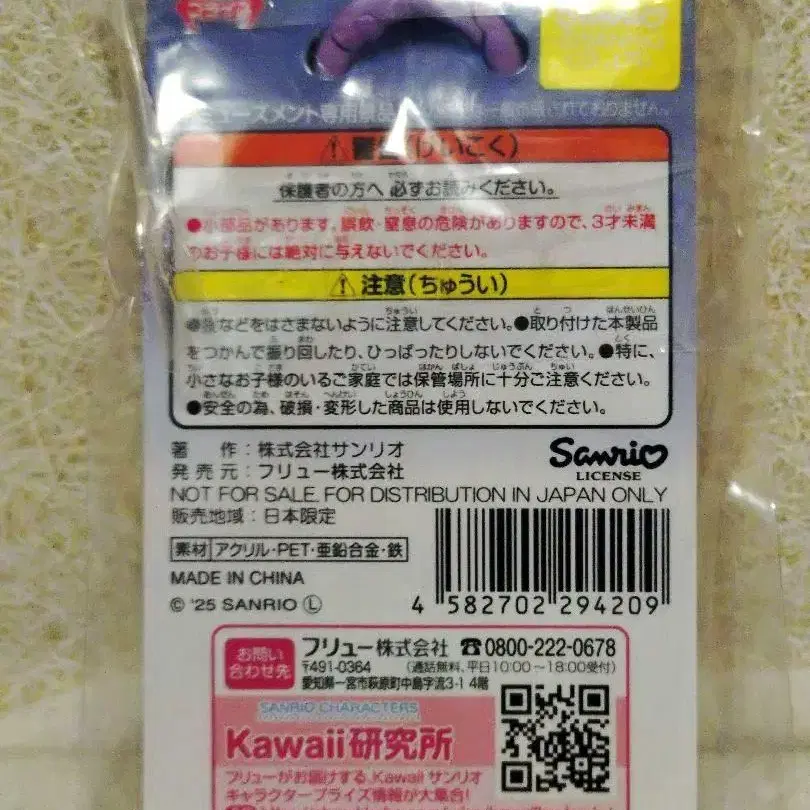 プライズ
ューズメント専用景品
ておりません。
警告(けいこく)
保護者の方へ 必ずお読みください。
●小部品があります。誤飲・窒息の危険がありますので、3才未満
のお子様には絶対に与えないでください。
注意(ちゅうい)
などをはさまないように注意してください。●取り付けた本製品
をつかんで振り回したり、ひっぱったりしないでください。●特に、
小さなお子様のいるご家庭では保管場所に十分ご注意ください。
●安全の為、破損・変形した商品は使用しないでください。
著 作:株式会社サンリオ
発売元:フリュー株式会社
Sanrio
LICENSE
NOT FOR SALE. FOR DISTRIBUTION IN JAPAN ONLY
販売地域:日本限定
素材 アクリル・PET・亜鉛合金・鉄
MADE IN CHINA
© '25 SANRIO Ⓛ
4 582702 294209
お問い
合わせ先
フリュー株式会社 ☎0800-222-0678
〒491-0364 (通話無料、平日10:00~18:00受付)
愛知県一宮市萩原町中島字流3-1 4階
SANRIO CHARACTERS
Kawaii研究所
フリューがお届けする Kawaii サンリオ
キャラクタープライズ情報が大集合!